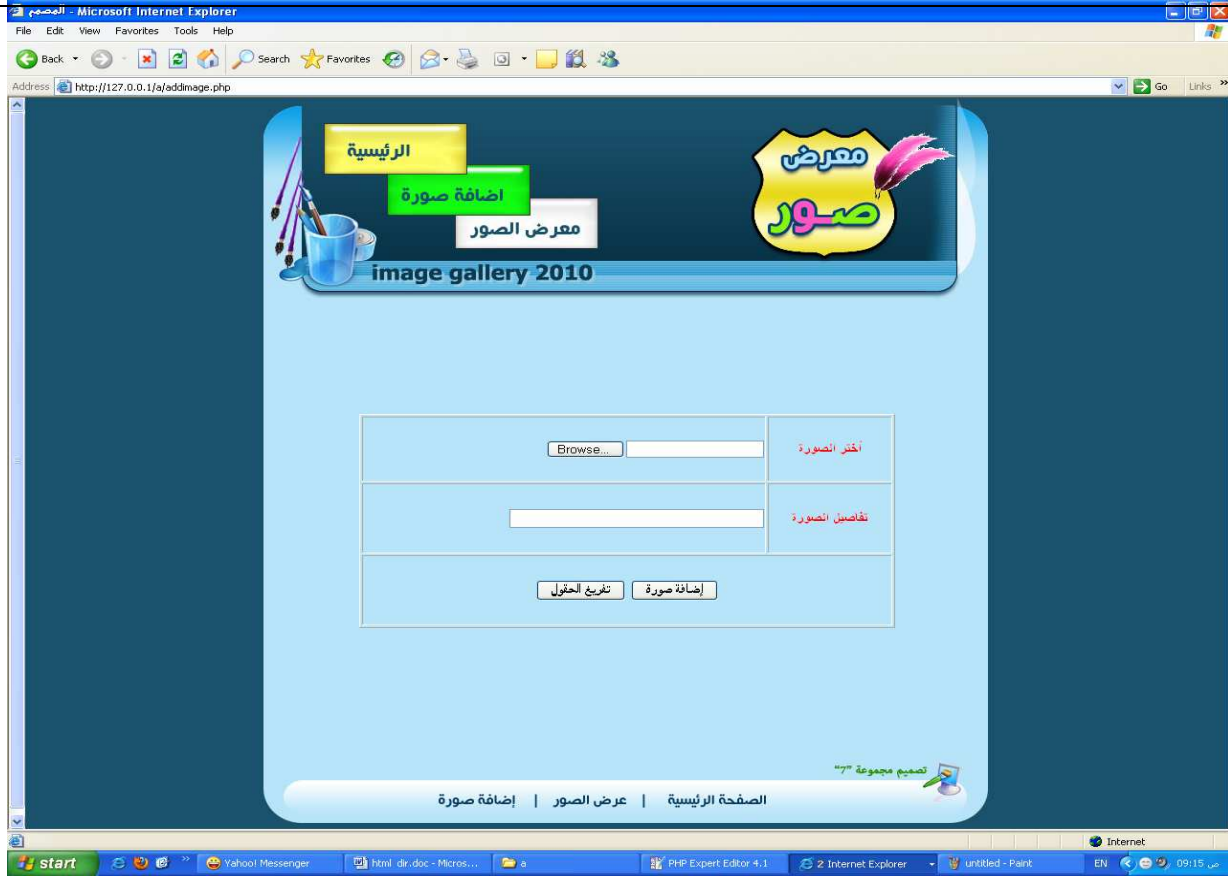 المصمم - Microsoft Internet Explorer
File Edit View Favorites Tools Help
Back Search Favorites
Address http://127.0.0.1/a/addimage.php Go Links »
الرئيسية
اضافة صورة
معرض الصور
معرض
صور
image gallery 2010
أختر الصورة
Browse...
تفاصيل الصورة
إضافة صورة تفريغ الحقول
تصميم مجموعة "7"
الصفحة الرئيسية | عرض الصور | إضافة صورة
Internet
start » Yahoo! Messenger html dir.doc - Micros... a PHP Expert Editor 4.1 2 Internet Explorer untitled - Paint EN 09:15 ص